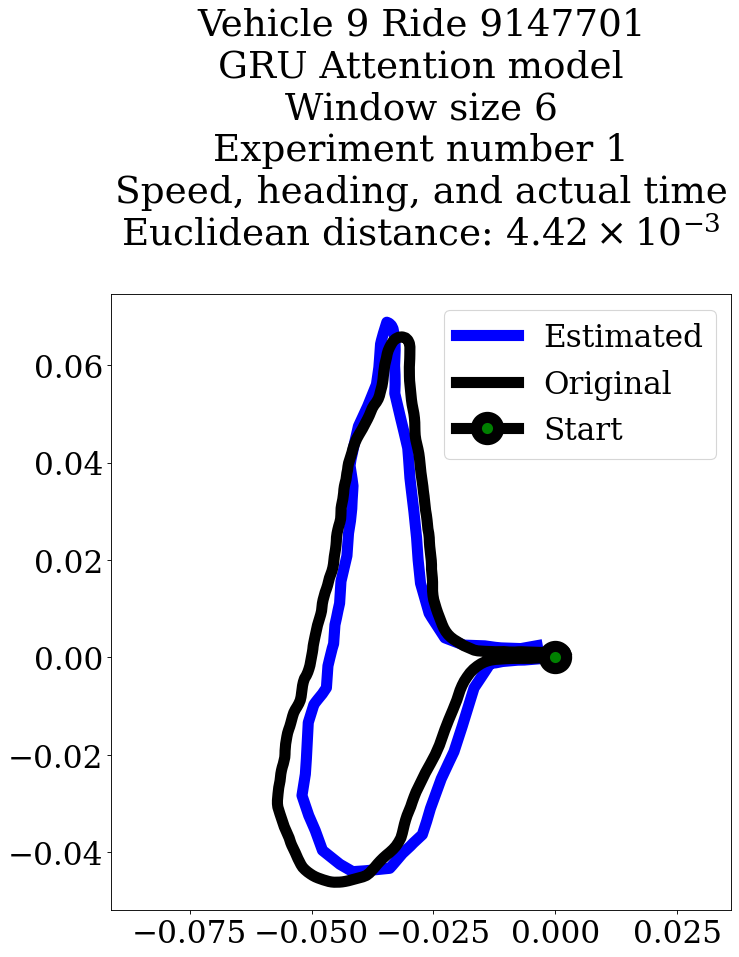 Vehicle 9 Ride 9147701
GRU Attention model
Window size 6
Experiment number 1
Speed, heading, and actual time
Euclidean distance: 4.42 × 10⁻³
Estimated
Original
Start
0.06
0.04
0.02
0.00
−0.02
−0.04
−0.075 −0.050 −0.025 0.000 0.025